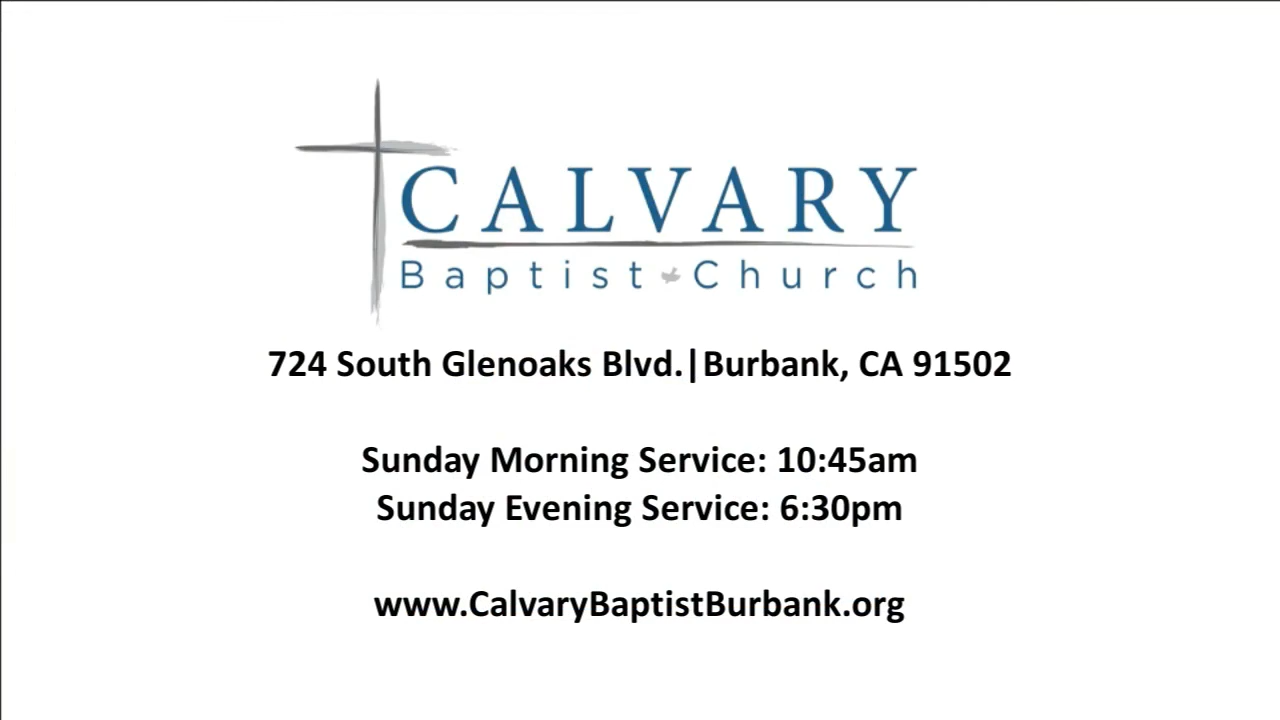 CALVARY
Baptist Church
724 South Glenoaks Blvd.|Burbank, CA 91502
Sunday Morning Service: 10:45am
Sunday Evening Service: 6:30pm
www.CalvaryBaptistBurbank.org